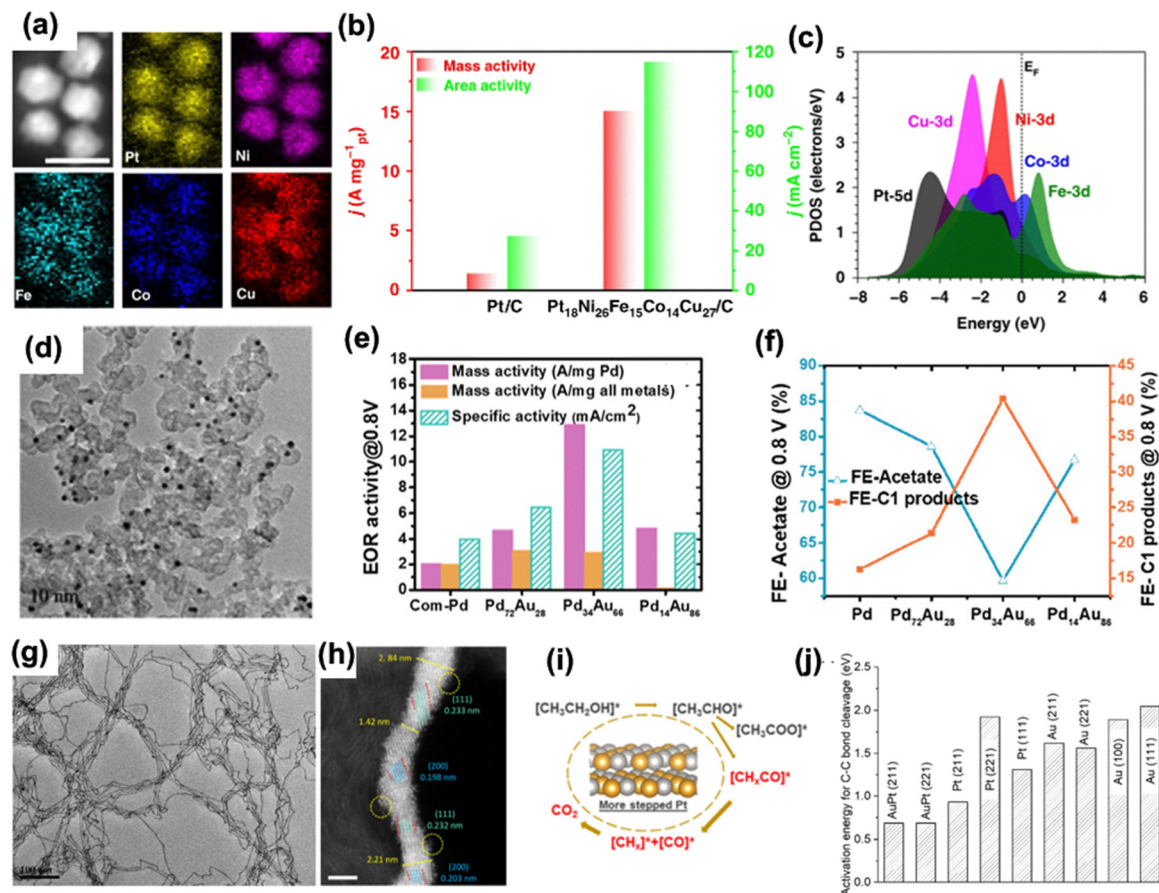 (a)
Pt
Ni
Fe
Co
Cu
(b)
20
15
10
5
0
j (A mg⁻¹pt)
Mass activity
Area activity
120
100
80
60
40
20
0
j (mA cm⁻²)
Pt/C
Pt₁₈Ni₂₆Fe₁₅Co₁₄Cu₂₇/C
(c)
5
4
3
2
1
0
PDOS (electrons/eV)
E_F
Cu-3d
Ni-3d
Co-3d
Pt-5d
Fe-3d
−8
−6
−4
−2
0
2
4
6
Energy (eV)
(d)
10 nm
(e)
18
16
14
12
10
8
6
4
2
0
EOR activity@0.8V
Mass activity (A/mg Pd)
Mass activity (A/mg all metals)
Specific activity (mA/cm²)
Com-Pd
Pd₇₂Au₂₈
Pd₃₄Au₆₆
Pd₁₄Au₈₆
(f)
90
85
80
75
70
65
60
FE- Acetate @ 0.8 V (%)
FE-Acetate
FE-C1 products
45
40
35
30
25
20
15
FE- C1 products @ 0.8 V (%)
Pd
Pd₇₂Au₂₈
Pd₃₄Au₆₆
Pd₁₄Au₈₆
(g)
100 nm
(h)
2. 84 nm
(111)
0.233 nm
1.42 nm
(200)
0.198 nm
(111)
0.232 nm
2.21 nm
(200)
0.203 nm
(i)
[CH₃CH₂OH]*
[CH₃CHO]*
[CH₃COO]*
More stepped Pt
[CHₓCO]*
CO₂
[CHₓ]*+[CO]*
(j)
Activation energy for C-C bond cleavage (eV)
2.5
2.0
1.5
1.0
0.5
0.0
AuPt (211)
AuPt (221)
Pt (211)
Pt (221)
Pt (111)
Au (211)
Au (221)
Au (100)
Au (111)